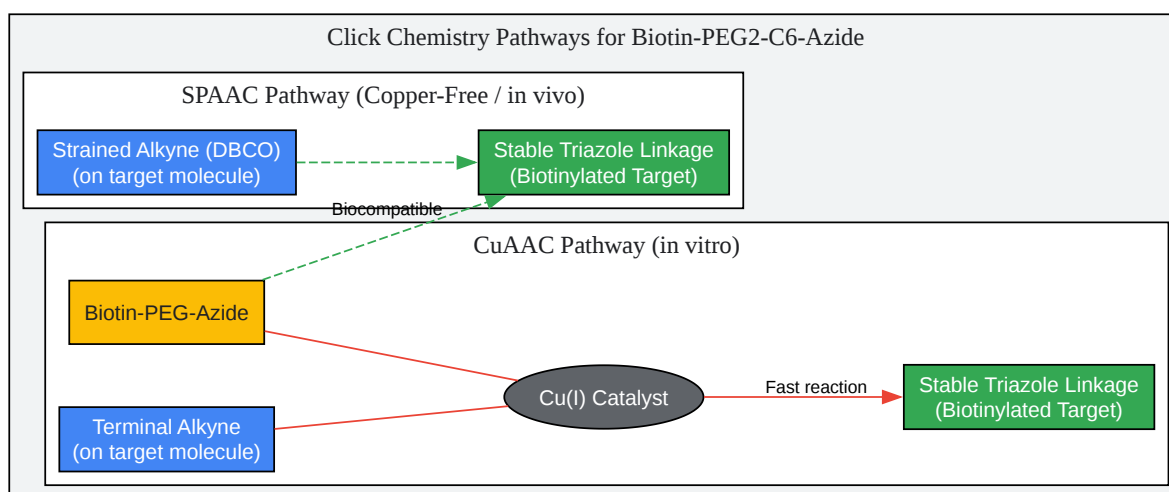 Click Chemistry Pathways for Biotin-PEG2-C6-Azide
SPAAC Pathway (Copper-Free / in vivo)
Strained Alkyne (DBCO)
(on target molecule)
Stable Triazole Linkage
(Biotinylated Target)
Biocompatible
CuAAC Pathway (in vitro)
Biotin-PEG-Azide
Terminal Alkyne
(on target molecule)
Cu(I) Catalyst
Fast reaction
Stable Triazole Linkage
(Biotinylated Target)